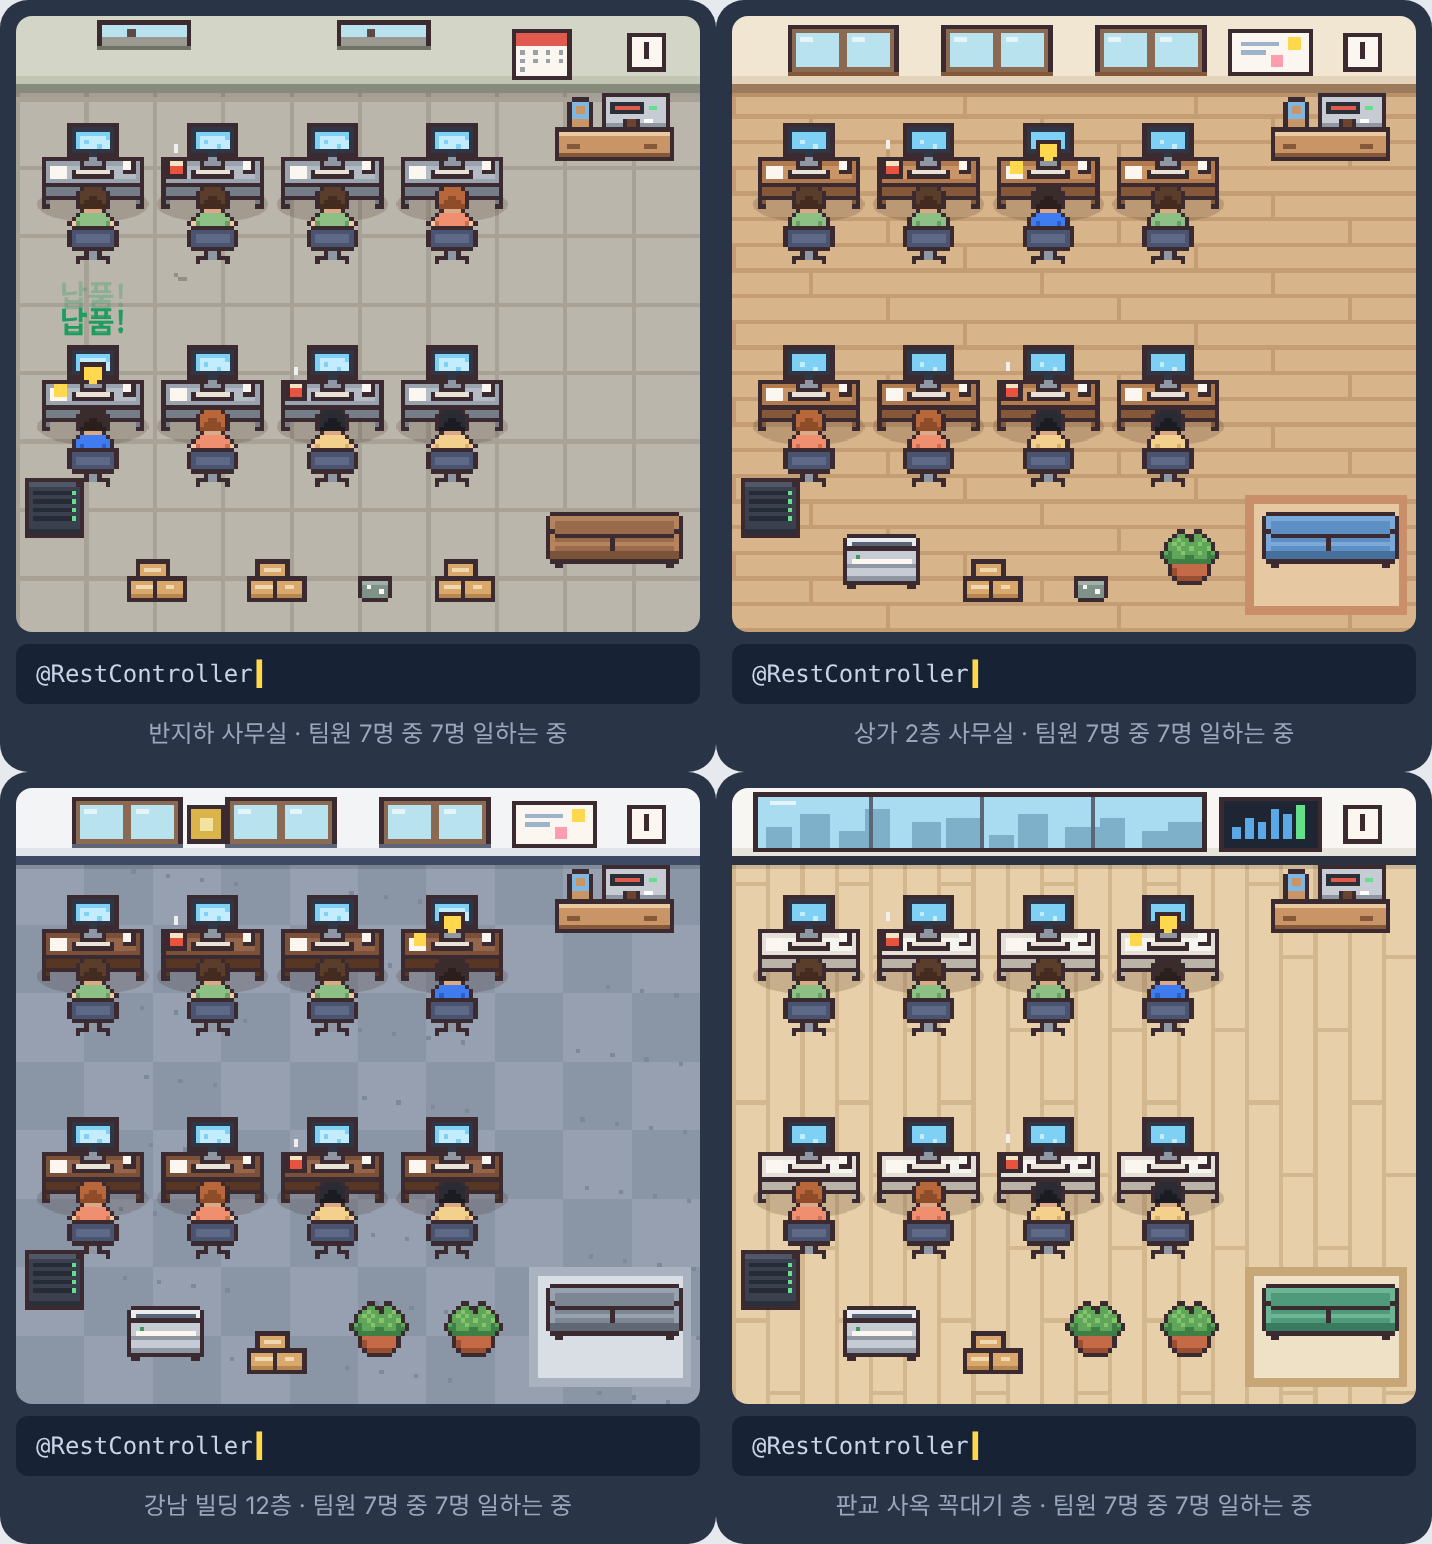 납품!
납품!
@RestController
반지하 사무실 · 팀원 7명 중 7명 일하는 중
@RestController
상가 2층 사무실 · 팀원 7명 중 7명 일하는 중
@RestController
강남 빌딩 12층 · 팀원 7명 중 7명 일하는 중
@RestController
판교 사옥 꼭대기 층 · 팀원 7명 중 7명 일하는 중